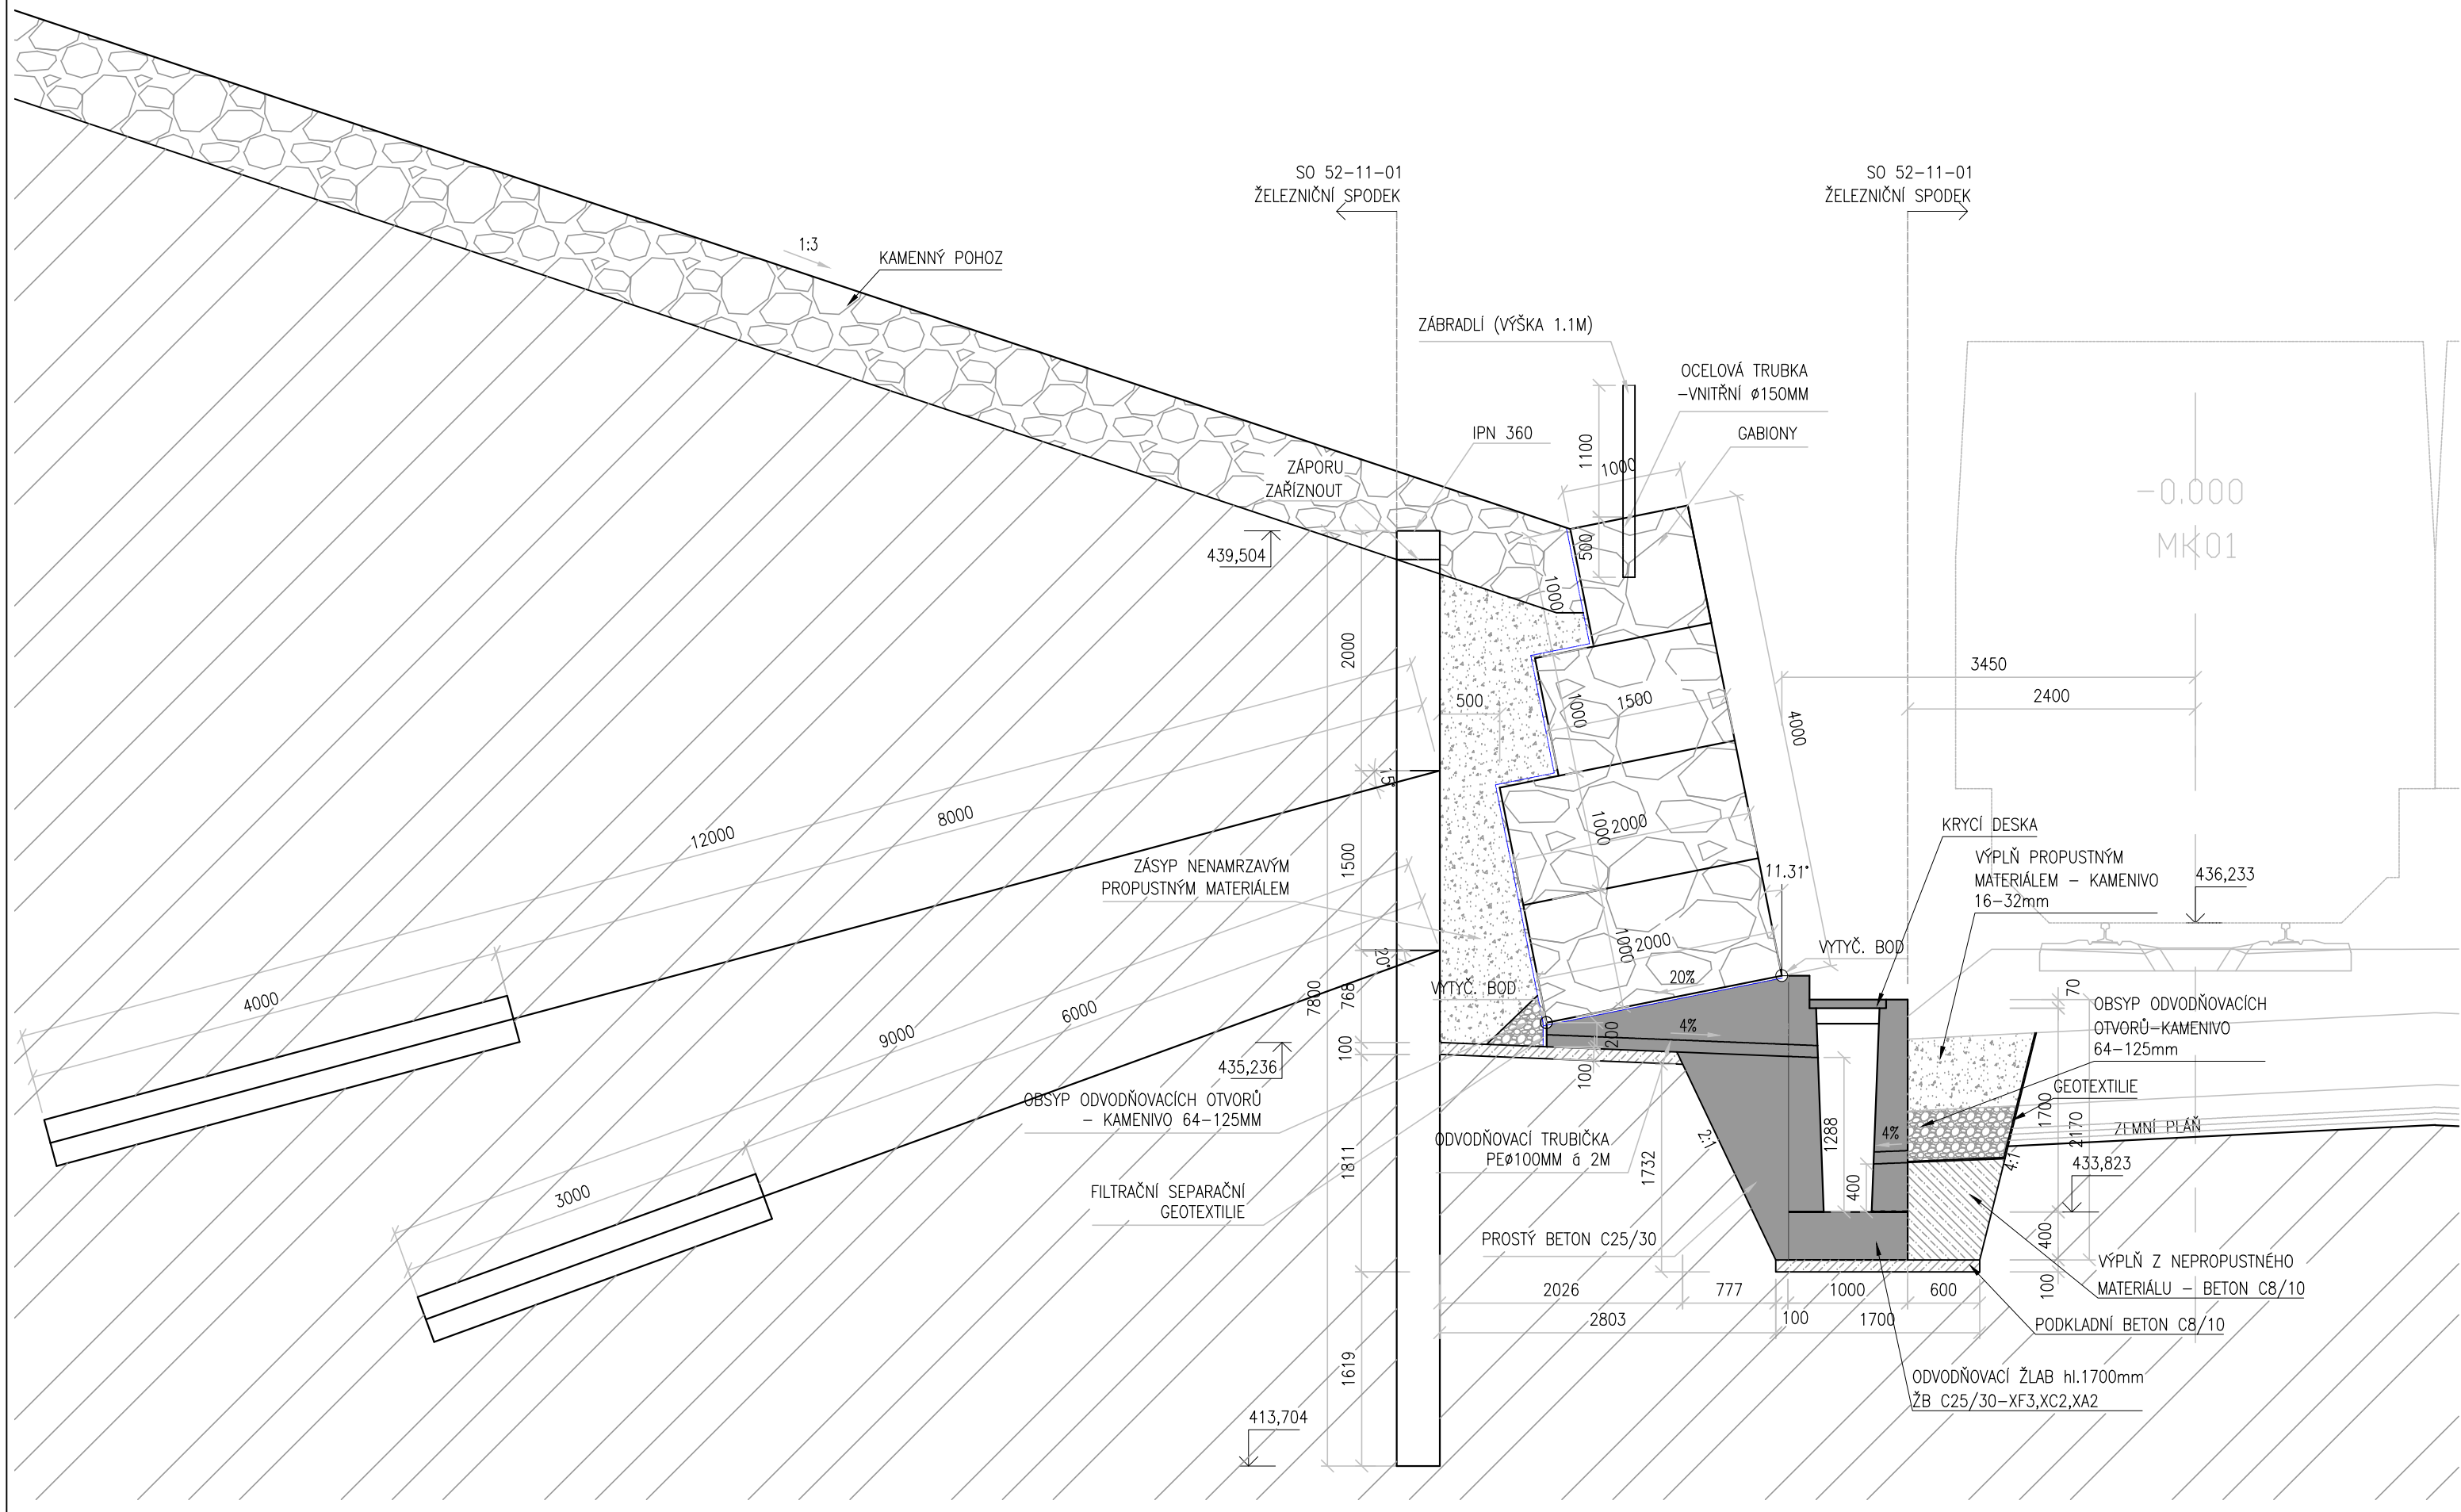 SO 52-11-01
ŽELEZNIČNÍ SPODEK
SO 52-11-01
ŽELEZNIČNÍ SPODEK
1:3
KAMENNÝ POHOZ
ZÁBRADLÍ (VÝŠKA 1.1M)
OCELOVÁ TRUBKA
-VNITŘNÍ ø150MM
GABIONY
IPN 360
ZÁPORU
ZAŘÍZNOUT
1100
1000
500
439,504
-0.000
MK01
1000
2000
500
1000
1500
4000
3450
2400
15°
12000
8000
1500
1000
2000
11.31°
KRYCÍ DESKA
VÝPLŇ PROPUSTNÝM
MATERIÁLEM - KAMENIVO
16-32mm
436,233
ZÁSYP NENAMRZAVÝM
PROPUSTNÝM MATERIÁLEM
20°
1000
2000
VYTYČ. BOD
20%
VYTYČ. BOD
4000
9000
6000
7800
768
100
200
4%
100
70
OBSYP ODVODŇOVACÍCH
OTVORŮ-KAMENIVO
64-125mm
GEOTEXTILIE
435,236
OBSYP ODVODŇOVACÍCH OTVORŮ
- KAMENIVO 64-125MM
1700
2170
ZEMNÍ PLÁŇ
ODVODŇOVACÍ TRUBIČKA
PEø100MM á 2M
2:1
1288
4%
4:1
433,823
1811
1732
400
3000
FILTRAČNÍ SEPARAČNÍ
GEOTEXTILIE
PROSTÝ BETON C25/30
400
100
VÝPLŇ Z NEPROPUSTNÉHO
MATERIÁLU - BETON C8/10
2026
777
1000
600
2803
100
1700
PODKLADNÍ BETON C8/10
1619
ODVODŇOVACÍ ŽLAB hl.1700mm
ŽB C25/30-XF3,XC2,XA2
413,704